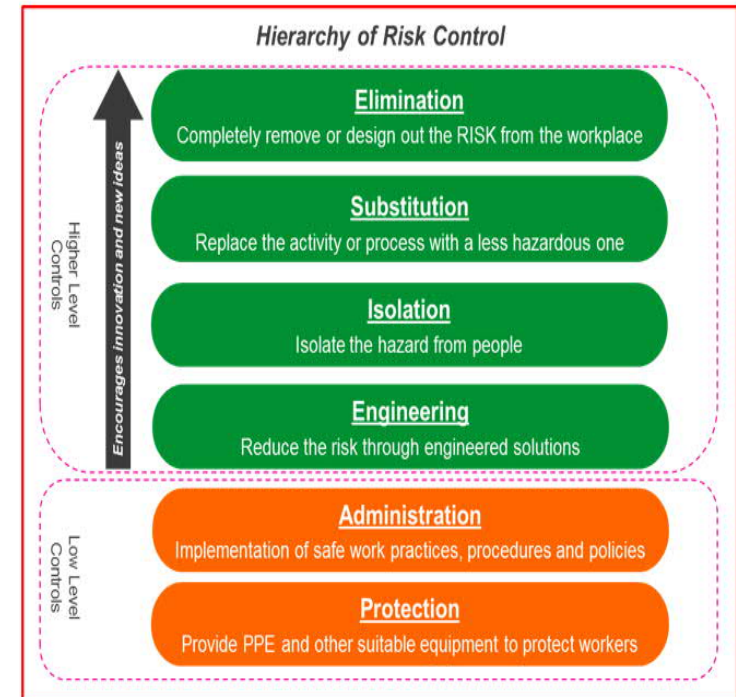 Hierarchy of Risk Control
Elimination
Completely remove or design out the RISK from the workplace
Substitution
Replace the activity or process with a less hazardous one
Isolation
Isolate the hazard from people
Engineering
Reduce the risk through engineered solutions
Administration
Implementation of safe work practices, procedures and policies
Protection
Provide PPE and other suitable equipment to protect workers
Encourages innovation and new ideas
Higher Level
Controls
Low Level
Controls